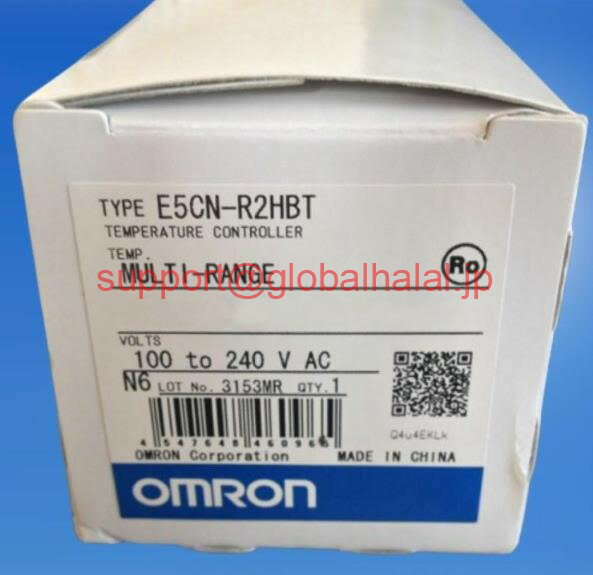 TYPE E5CN-R2HBT
TEMPERATURE CONTROLLER
TEMP.
MULTI-RANGE
Ro
support@globalhalal.jp
VOLTS
100 to 240 V AC
N6 LOT No. 3153MR QTY.1
Q4u4EKLk
4 547648 460966
OMRON Corporation MADE IN CHINA
OMRON